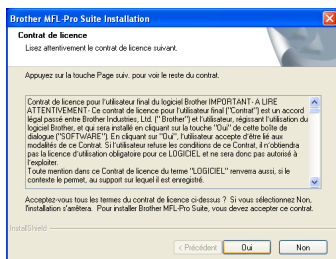 Brother MFL-Pro Suite Installation
Contrat de licence
Lisez attentivement le contrat de licence suivant.
Appuyez sur la touche Page suiv. pour voir le reste du contrat.
Contrat de licence pour l'utilisateur final du logiciel Brother IMPORTANT- A LIRE
ATTENTIVEMENT- Ce Contrat de licence pour l'utilisateur final ("Contrat") est un accord
légal passé entre Brother Industries, Ltd. (" Brother") et l'utilisateur, régissant l'utilisation du
logiciel Brother, et qui sera installé en cliquant sur la touche "Oui" de cette boîte de
dialogue ("SOFTWARE"). En cliquant sur "Oui", l'utilisateur accepte d'être lié aux
modalités de ce Contrat. Si l'utilisateur refuse les conditions de ce Contrat, il n'obtiendra
pas la licence d'utilisation obligatoire pour ce LOGICIEL et ne sera donc pas autorisé à
l'exploiter.
Toute mention dans ce Contrat de licence du terme "LOGICIEL" renverra aussi, si le
contexte le permet, au support sur lequel il est enregistré.
Acceptez-vous tous les termes du contrat de licence ci-dessus ? Si vous sélectionnez Non,
l'installation s'arrêtera. Pour installer Brother MFL-Pro Suite, vous devez accepter ce contrat.
InstallShield
< Précédent
Oui
Non